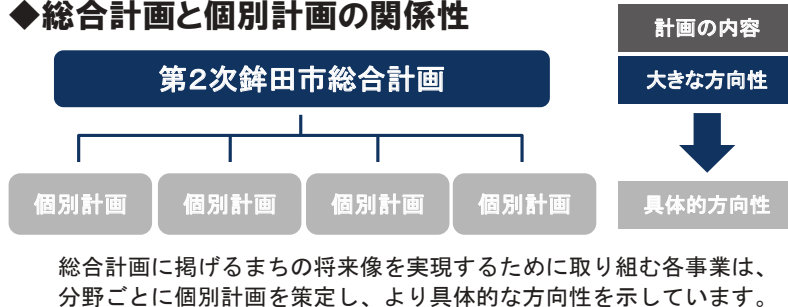 ◆総合計画と個別計画の関係性
計画の内容
第2次鉾田市総合計画
大きな方向性
個別計画
個別計画
個別計画
個別計画
具体的方向性
総合計画に掲げるまちの将来像を実現するために取り組む各事業は、
分野ごとに個別計画を策定し、より具体的な方向性を示しています。